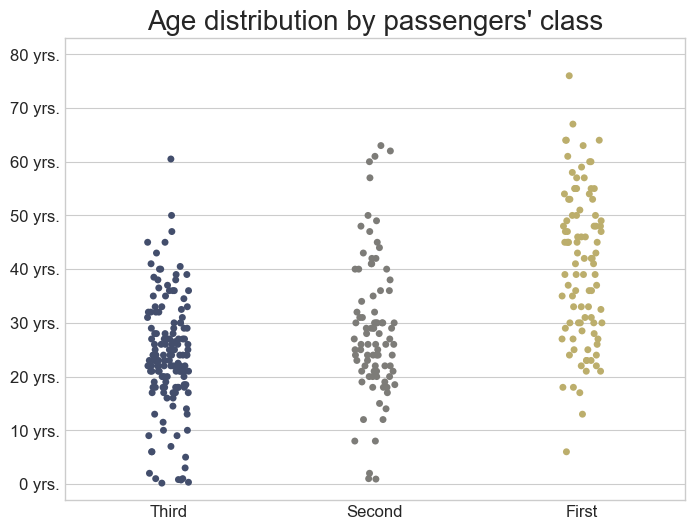 Age distribution by passengers' class
80 yrs.
70 yrs.
60 yrs.
50 yrs.
40 yrs.
30 yrs.
20 yrs.
10 yrs.
0 yrs.
Third Second First